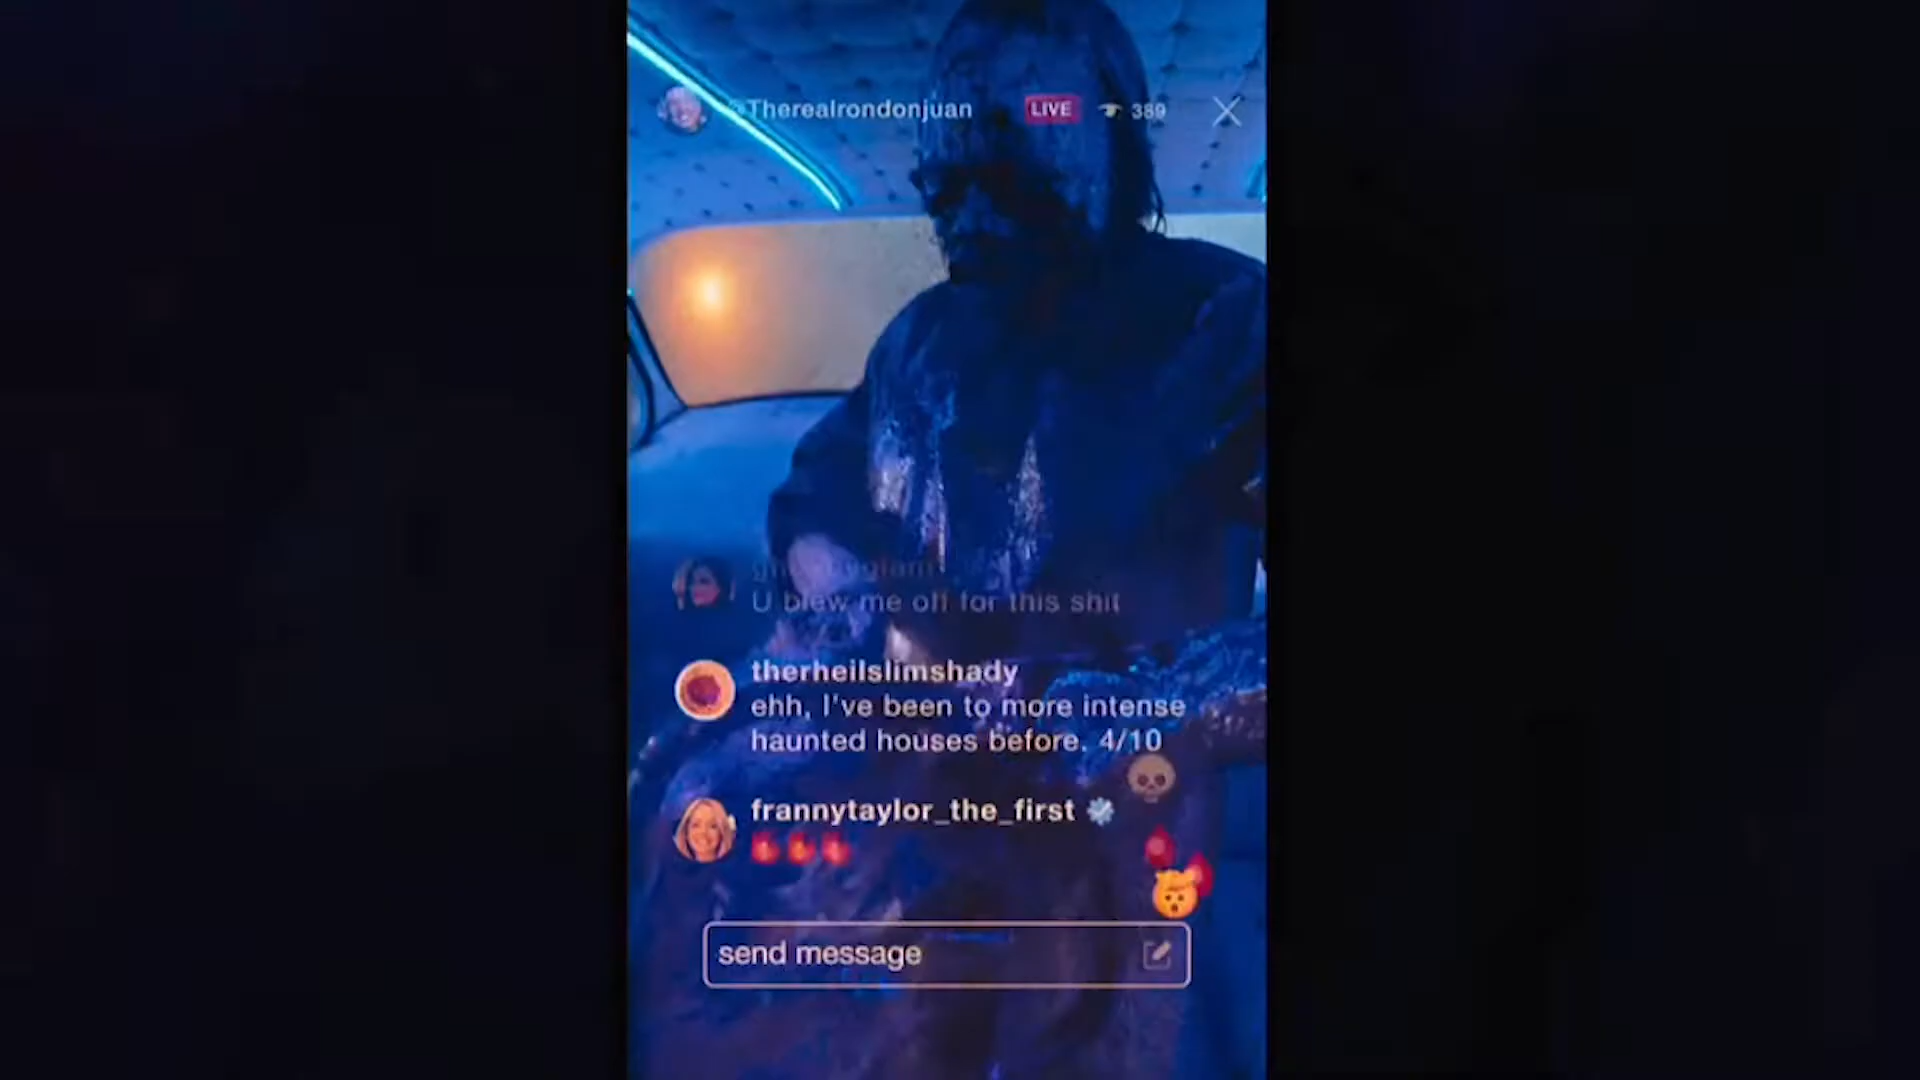 @Therealrondonjuan LIVE 389
U blew me off for this shit
therheilslimshady
ehh, I've been to more intense
haunted houses before. 4/10
frannytaylor_the_first
send message